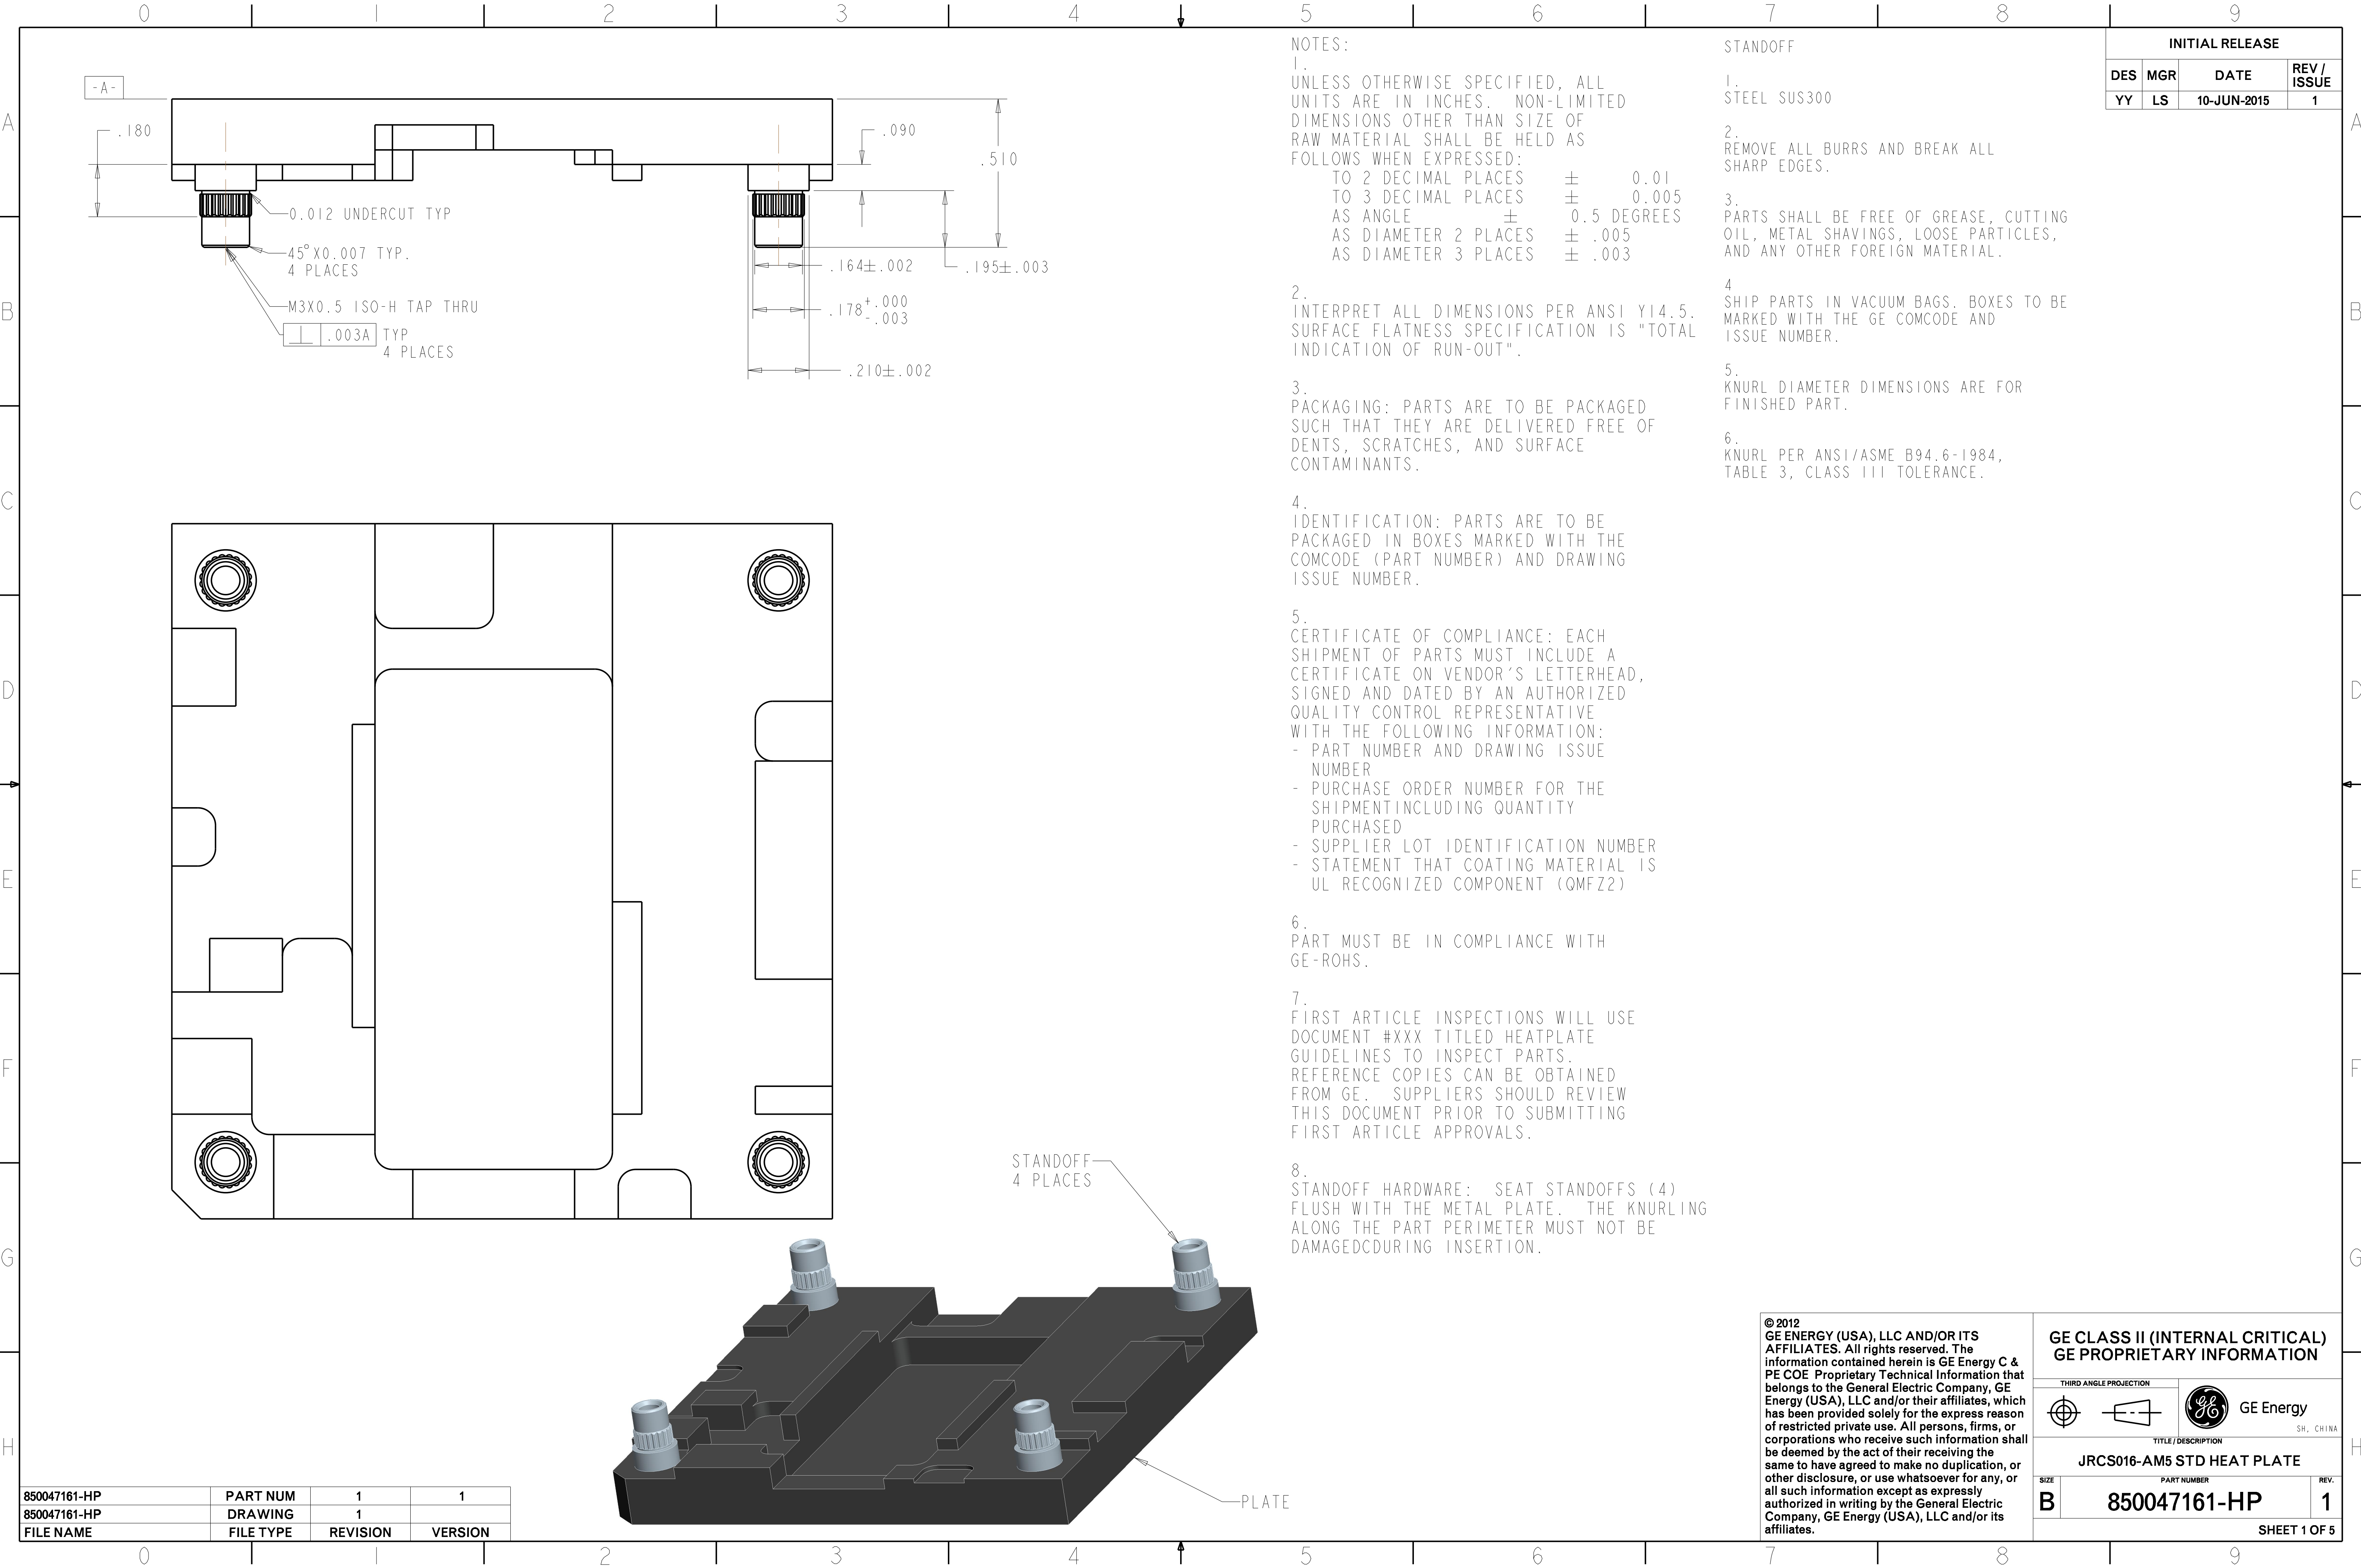 0 1 2 3 4 5 6 7 8 9
A
B
C
D
E
F
G
H
-A-
.180
.090
.510
0.012 UNDERCUT TYP
45°X0.007 TYP.
4 PLACES
M3X0.5 ISO-H TAP THRU
⊥ .003A TYP
4 PLACES
.164±.002
.195±.003
.178 +.000
-.003
.210±.002
NOTES:
1.
UNLESS OTHERWISE SPECIFIED, ALL
UNITS ARE IN INCHES. NON-LIMITED
DIMENSIONS OTHER THAN SIZE OF
RAW MATERIAL SHALL BE HELD AS
FOLLOWS WHEN EXPRESSED:
TO 2 DECIMAL PLACES ± 0.01
TO 3 DECIMAL PLACES ± 0.005
AS ANGLE ± 0.5 DEGREES
AS DIAMETER 2 PLACES ± .005
AS DIAMETER 3 PLACES ± .003
2.
INTERPRET ALL DIMENSIONS PER ANSI Y14.5.
SURFACE FLATNESS SPECIFICATION IS "TOTAL
INDICATION OF RUN-OUT".
3.
PACKAGING: PARTS ARE TO BE PACKAGED
SUCH THAT THEY ARE DELIVERED FREE OF
DENTS, SCRATCHES, AND SURFACE
CONTAMINANTS.
4.
IDENTIFICATION: PARTS ARE TO BE
PACKAGED IN BOXES MARKED WITH THE
COMCODE (PART NUMBER) AND DRAWING
ISSUE NUMBER.
5.
CERTIFICATE OF COMPLIANCE: EACH
SHIPMENT OF PARTS MUST INCLUDE A
CERTIFICATE ON VENDOR'S LETTERHEAD,
SIGNED AND DATED BY AN AUTHORIZED
QUALITY CONTROL REPRESENTATIVE
WITH THE FOLLOWING INFORMATION:
- PART NUMBER AND DRAWING ISSUE
NUMBER
- PURCHASE ORDER NUMBER FOR THE
SHIPMENTINCLUDING QUANTITY
PURCHASED
- SUPPLIER LOT IDENTIFICATION NUMBER
- STATEMENT THAT COATING MATERIAL IS
UL RECOGNIZED COMPONENT (QMFZ2)
6.
PART MUST BE IN COMPLIANCE WITH
GE-ROHS.
7.
FIRST ARTICLE INSPECTIONS WILL USE
DOCUMENT #XXX TITLED HEATPLATE
GUIDELINES TO INSPECT PARTS.
REFERENCE COPIES CAN BE OBTAINED
FROM GE. SUPPLIERS SHOULD REVIEW
THIS DOCUMENT PRIOR TO SUBMITTING
FIRST ARTICLE APPROVALS.
8.
STANDOFF HARDWARE: SEAT STANDOFFS (4)
FLUSH WITH THE METAL PLATE. THE KNURLING
ALONG THE PART PERIMETER MUST NOT BE
DAMAGEDCDURING INSERTION.
STANDOFF
1.
STEEL SUS300
2.
REMOVE ALL BURRS AND BREAK ALL
SHARP EDGES.
3.
PARTS SHALL BE FREE OF GREASE, CUTTING
OIL, METAL SHAVINGS, LOOSE PARTICLES,
AND ANY OTHER FOREIGN MATERIAL.
4
SHIP PARTS IN VACUUM BAGS. BOXES TO BE
MARKED WITH THE GE COMCODE AND
ISSUE NUMBER.
5.
KNURL DIAMETER DIMENSIONS ARE FOR
FINISHED PART.
6.
KNURL PER ANSI/ASME B94.6-1984,
TABLE 3, CLASS III TOLERANCE.
INITIAL RELEASE
DES MGR DATE REV / ISSUE
YY LS 10-JUN-2015 1
STANDOFF
4 PLACES
PLATE
850047161-HP PART NUM 1 1
850047161-HP DRAWING 1
FILE NAME FILE TYPE REVISION VERSION
© 2012
GE ENERGY (USA), LLC AND/OR ITS
AFFILIATES. All rights reserved. The
information contained herein is GE Energy C &
PE COE Proprietary Technical Information that
belongs to the General Electric Company, GE
Energy (USA), LLC and/or their affiliates, which
has been provided solely for the express reason
of restricted private use. All persons, firms, or
corporations who receive such information shall
be deemed by the act of their receiving the
same to have agreed to make no duplication, or
other disclosure, or use whatsoever for any, or
all such information except as expressly
authorized in writing by the General Electric
Company, GE Energy (USA), LLC and/or its
affiliates.
GE CLASS II (INTERNAL CRITICAL)
GE PROPRIETARY INFORMATION
THIRD ANGLE PROJECTION
GE
GE Energy
SH, CHINA
TITLE / DESCRIPTION
JRCS016-AM5 STD HEAT PLATE
SIZE PART NUMBER REV.
B 850047161-HP 1
SHEET 1 OF 5
0 1 2 3 4 5 6 7 8 9
A
B
C
D
E
F
G
H